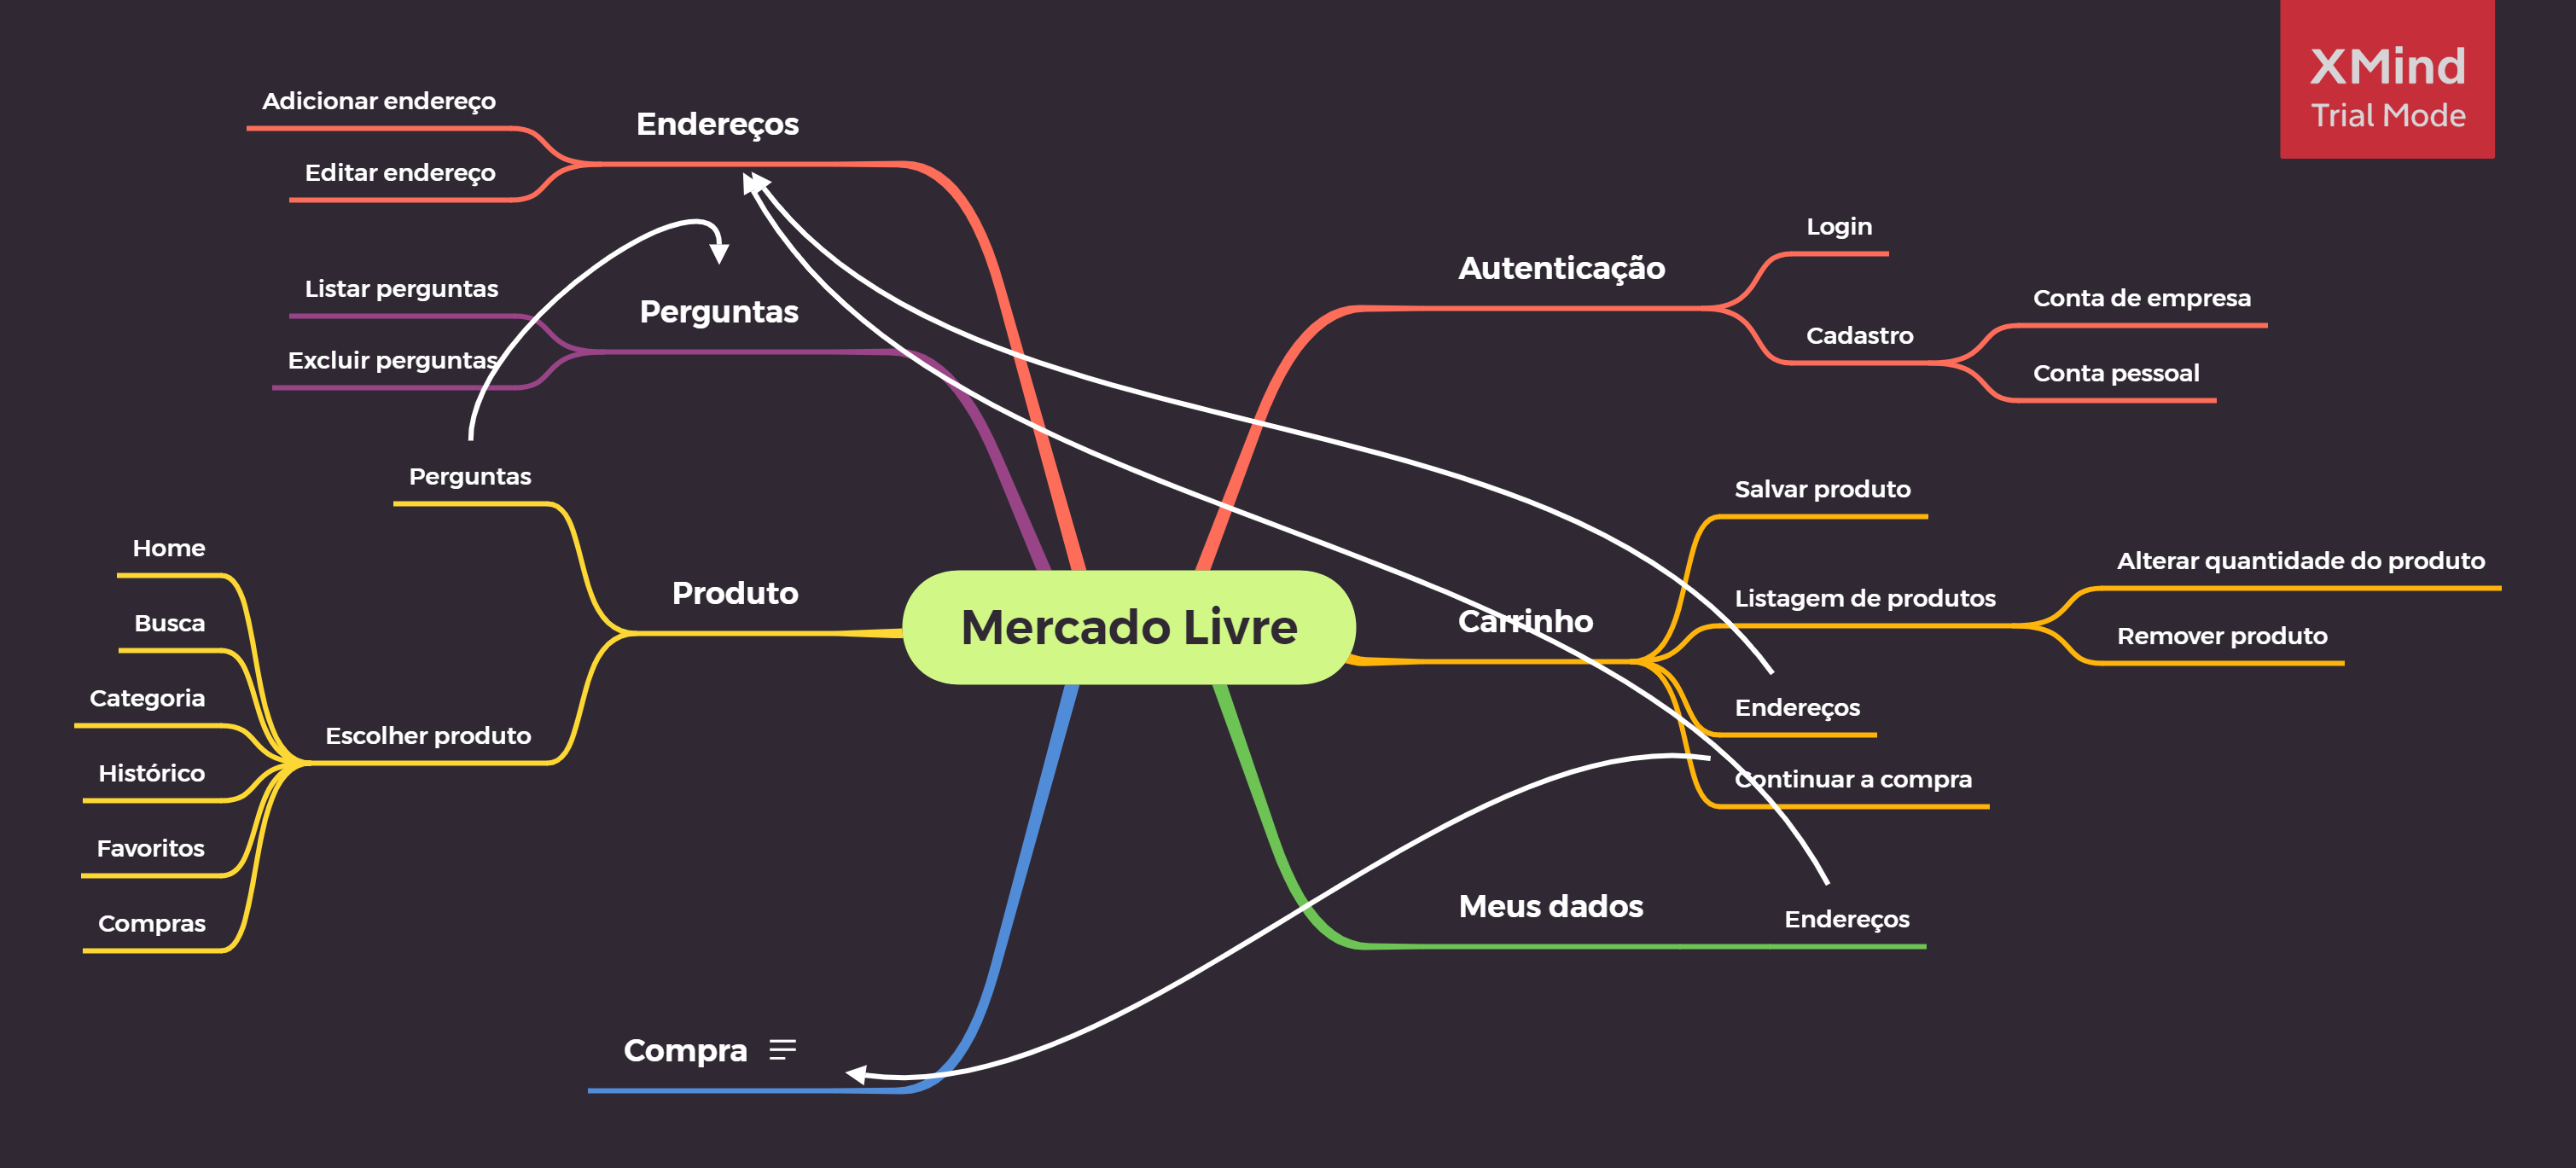 XMind
Trial Mode
Adicionar endereço
Editar endereço
Endereços
Listar perguntas
Excluir perguntas
Perguntas
Perguntas
Produto
Home
Busca
Categoria
Histórico
Favoritos
Compras
Escolher produto
Compra
Mercado Livre
Autenticação
Login
Cadastro
Conta de empresa
Conta pessoal
Carrinho
Salvar produto
Listagem de produtos
Alterar quantidade do produto
Remover produto
Endereços
Continuar a compra
Meus dados
Endereços